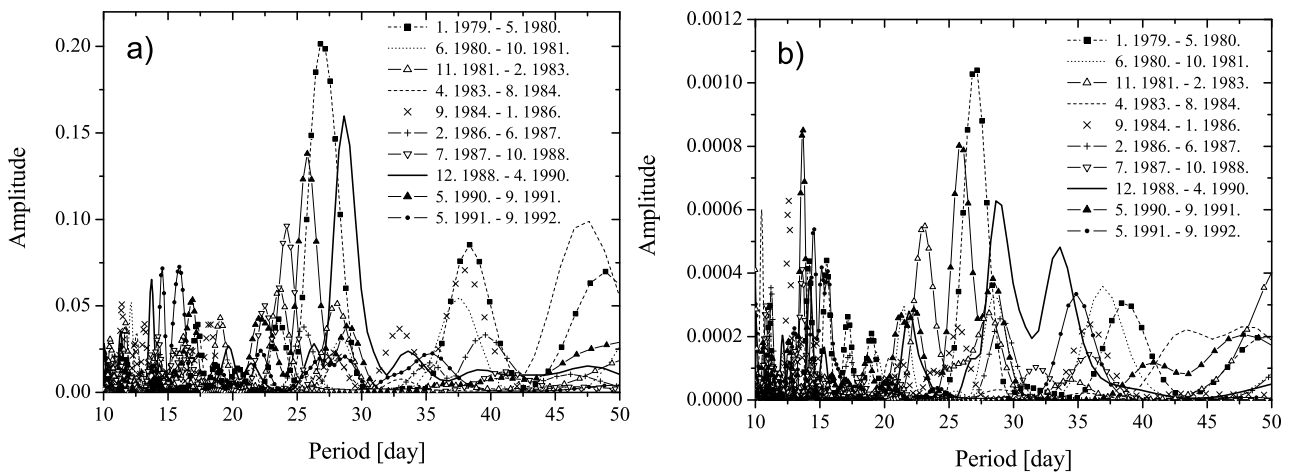 a)
0.20
0.15
0.10
0.05
0.00
Amplitude
10 15 20 25 30 35 40 45 50
Period [day]
1. 1979. - 5. 1980.
6. 1980. - 10. 1981.
11. 1981. - 2. 1983.
4. 1983. - 8. 1984.
9. 1984. - 1. 1986.
2. 1986. - 6. 1987.
7. 1987. - 10. 1988.
12. 1988. - 4. 1990.
5. 1990. - 9. 1991.
5. 1991. - 9. 1992.
b)
0.0012
0.0010
0.0008
0.0006
0.0004
0.0002
0.0000
Amplitude
10 15 20 25 30 35 40 45 50
Period [day]
1. 1979. - 5. 1980.
6. 1980. - 10. 1981.
11. 1981. - 2. 1983.
4. 1983. - 8. 1984.
9. 1984. - 1. 1986.
2. 1986. - 6. 1987.
7. 1987. - 10. 1988.
12. 1988. - 4. 1990.
5. 1990. - 9. 1991.
5. 1991. - 9. 1992.